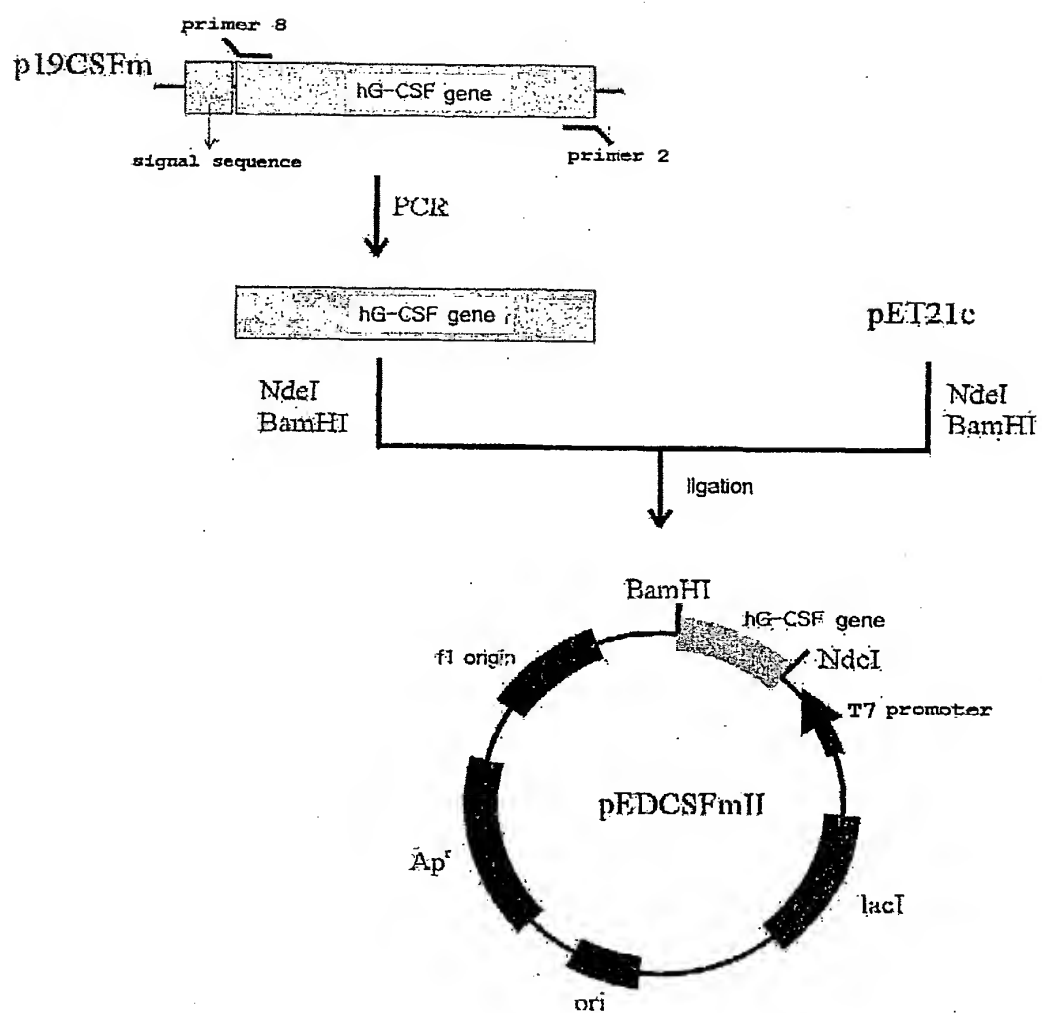 primer 8
p19CSFm
hG-CSF gene
signal sequence
primer 2
PCR
hG-CSF gene
pET21c
NdeI
BamHI
NdeI
BamHI
ligation
BamHI
hG-CSF gene
NdeI
T7 promoter
f1 origin
pEDCSFmII
Apʳ
lacI
ori